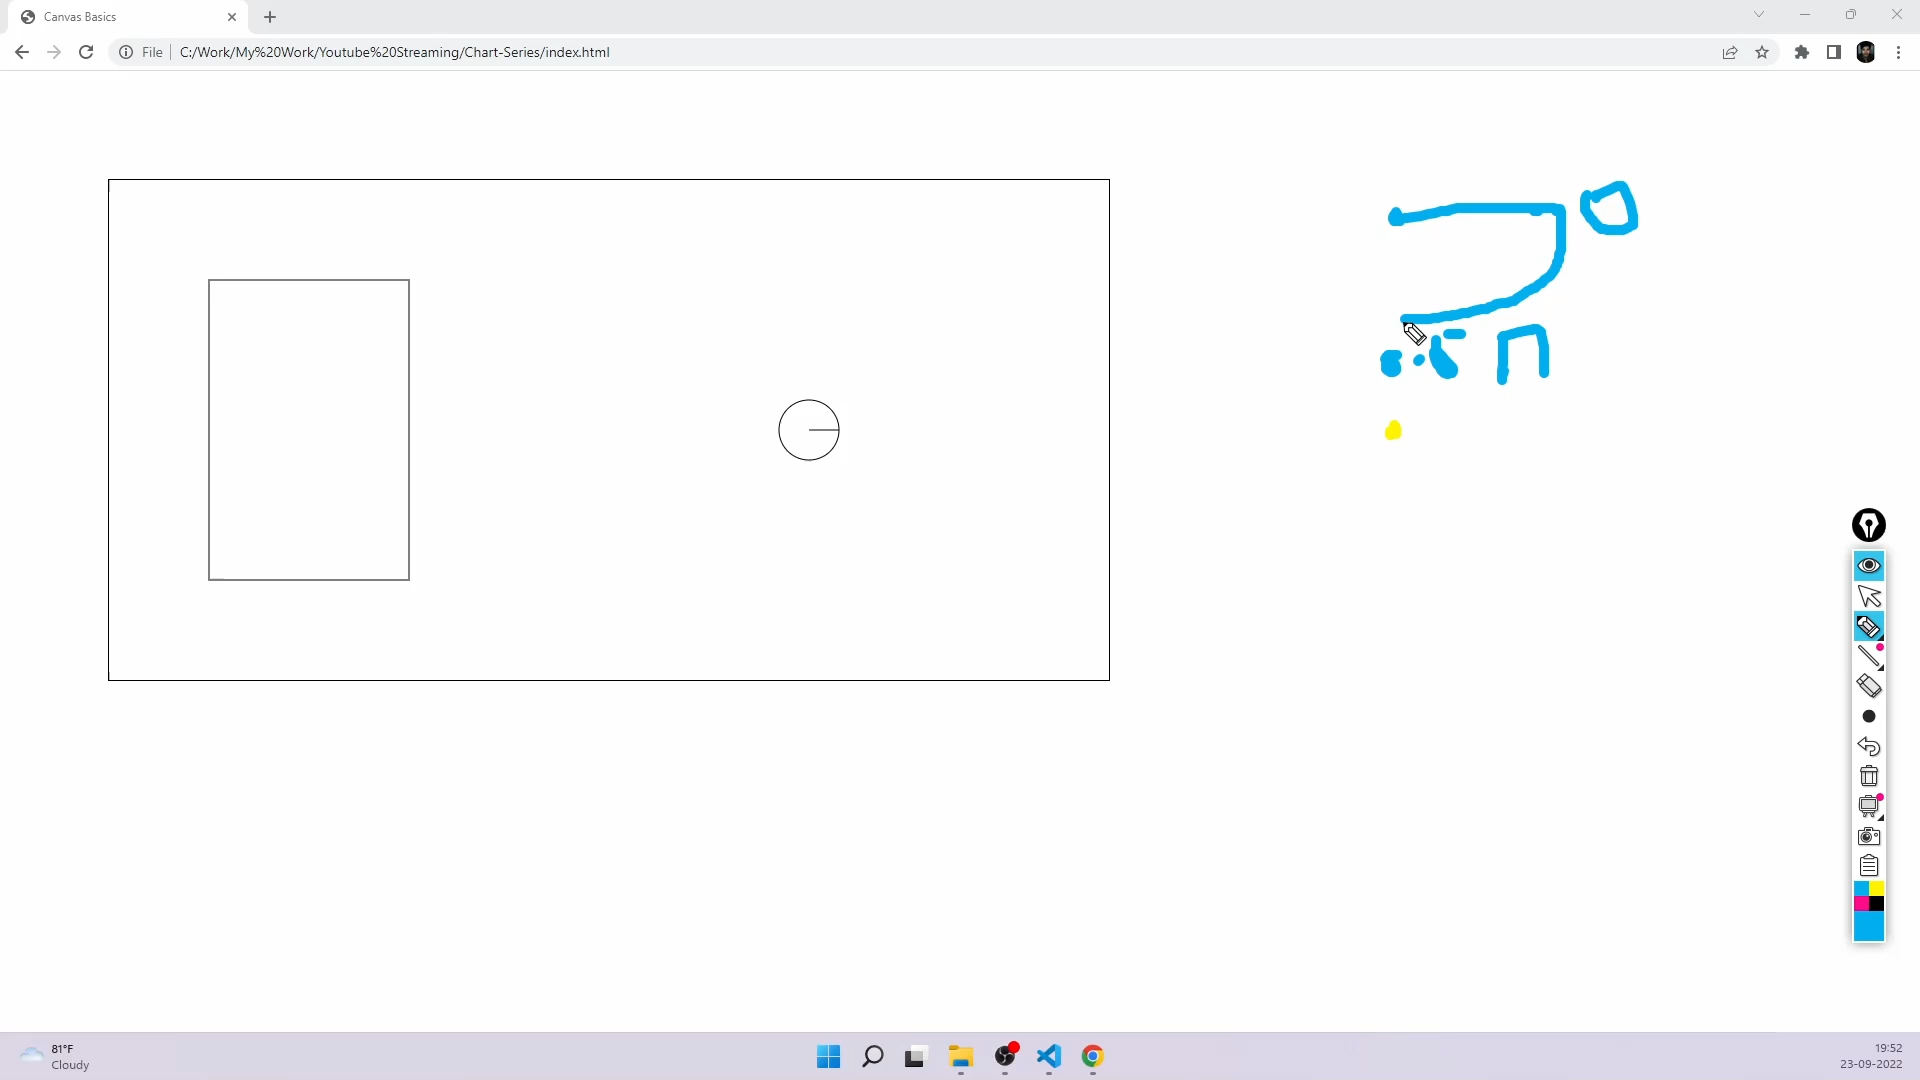 Canvas Basics
File C:/Work/My%20Work/Youtube%20Streaming/Chart-Series/index.html
0
81°F
Cloudy
19:52
23-09-2022